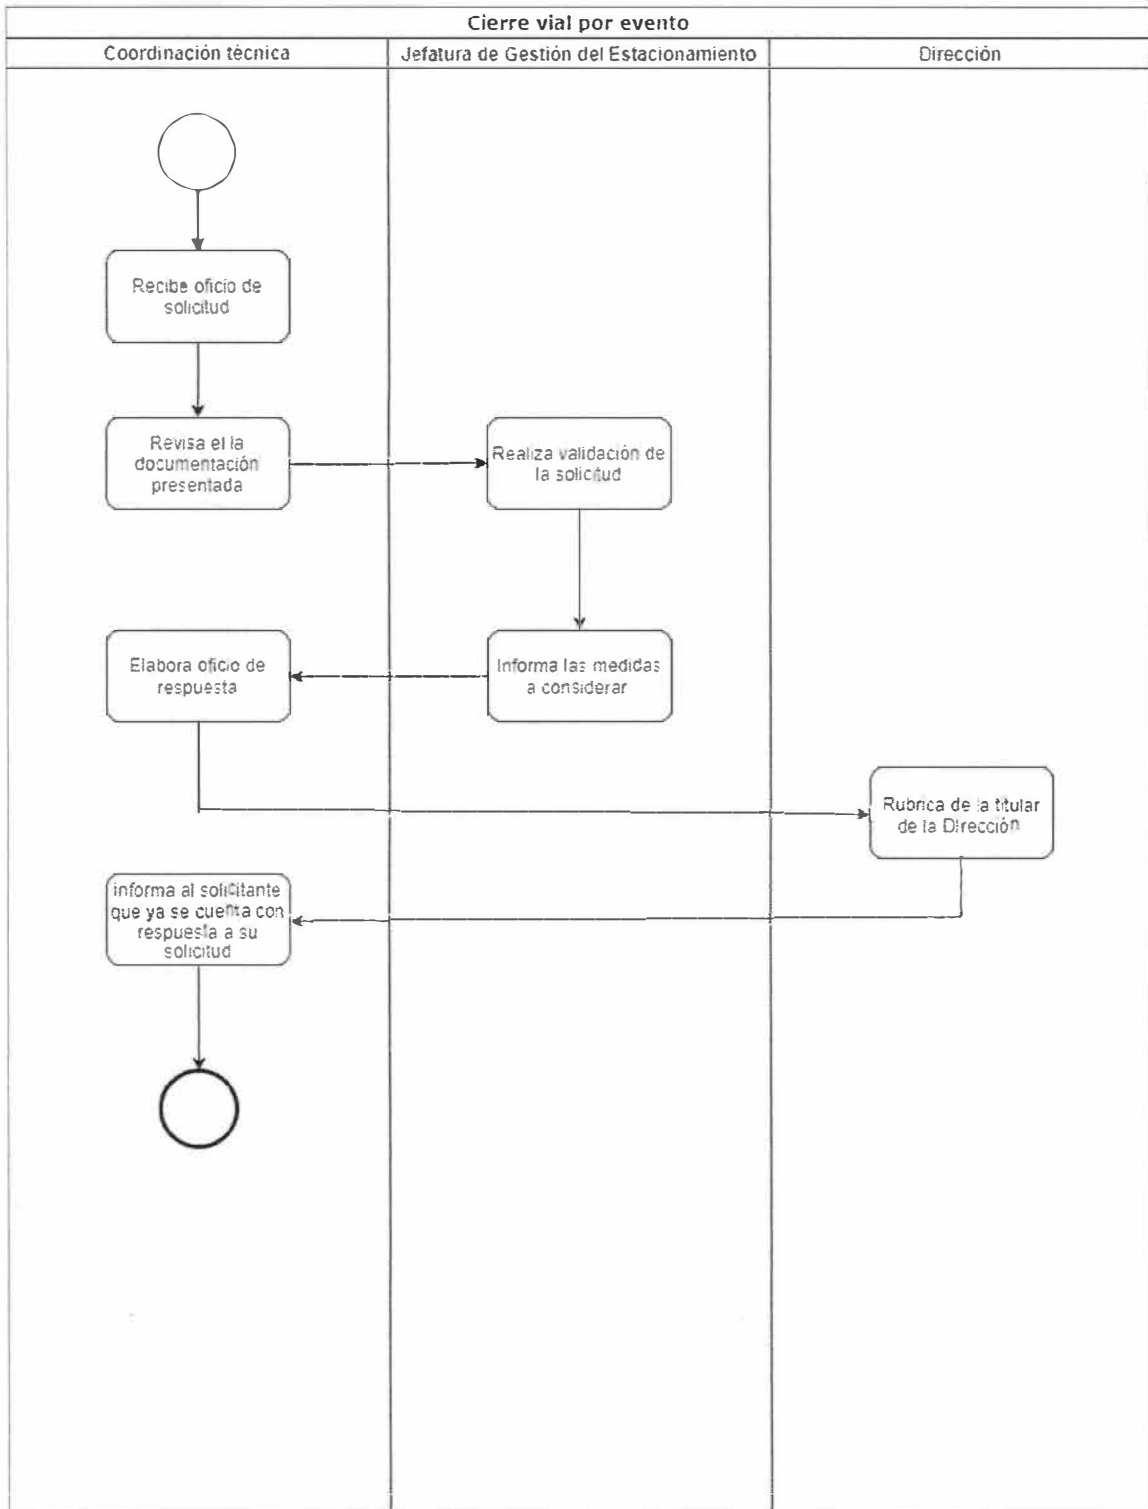 Cierre vial por evento
Coordinación técnica
Jefatura de Gestión del Estacionamiento
Dirección
Recibe oficio de
solicitud
Revisa el la
documentación
presentada
Realiza validación de
la solicitud
Informa las medidas
a considerar
Elabora oficio de
respuesta
Rubrica de la titular
de la Dirección
informa al solicitante
que ya se cuenta con
respuesta a su
solicitud